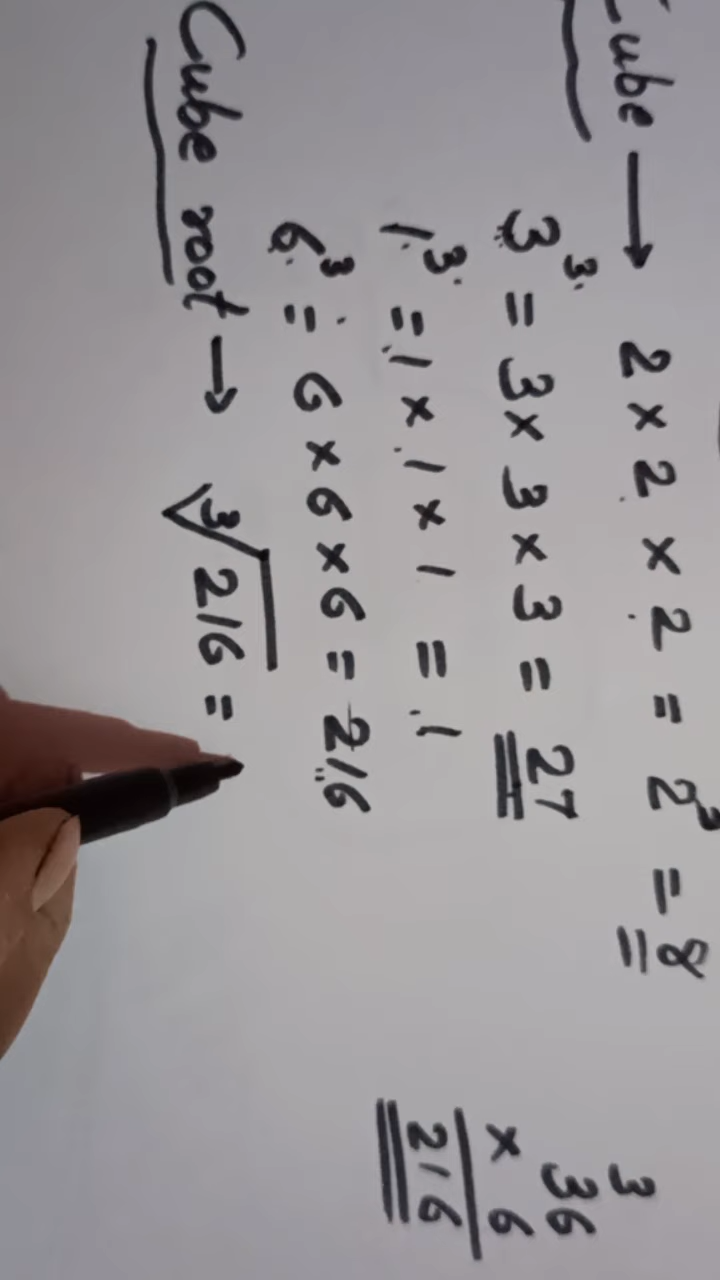 Cube → 2 × 2 × 2 = 2³ = 8
3³ = 3 × 3 × 3 = 27
1³ = 1 × 1 × 1 = 1
6³ = 6 × 6 × 6 = 216
Cube root → ∛216 =
3
36
× 6
216